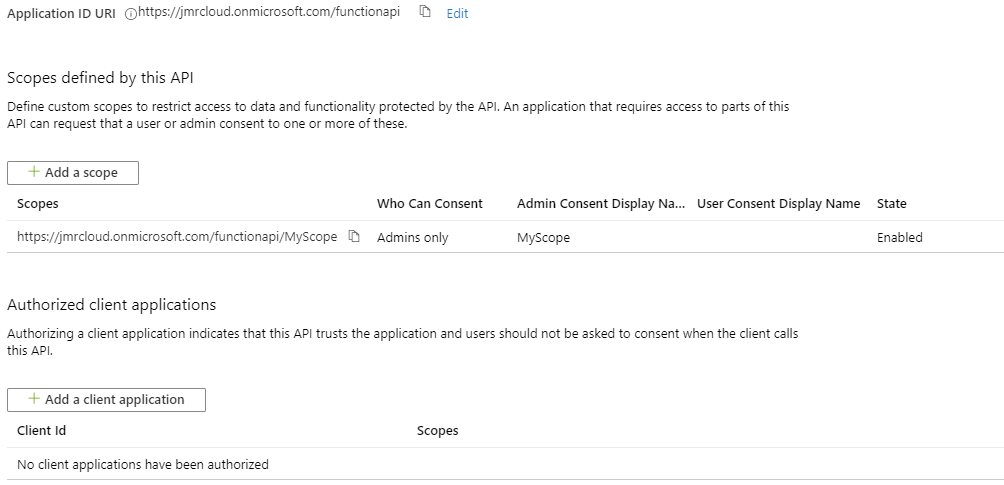 Application ID URI https://jmrcloud.onmicrosoft.com/functionapi Edit
Scopes defined by this API
Define custom scopes to restrict access to data and functionality protected by the API. An application that requires access to parts of this
API can request that a user or admin consent to one or more of these.
+ Add a scope
Scopes Who Can Consent Admin Consent Display Na... User Consent Display Name State
https://jmrcloud.onmicrosoft.com/functionapi/MyScope Admins only MyScope Enabled
Authorized client applications
Authorizing a client application indicates that this API trusts the application and users should not be asked to consent when the client calls
this API.
+ Add a client application
Client Id Scopes
No client applications have been authorized